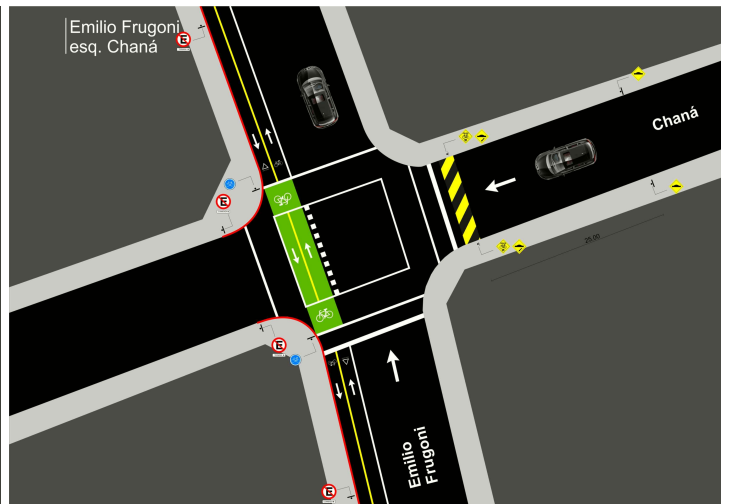 Emilio Frugoni
esq. Chaná
Chaná
25,00
Emilio
Frugoni